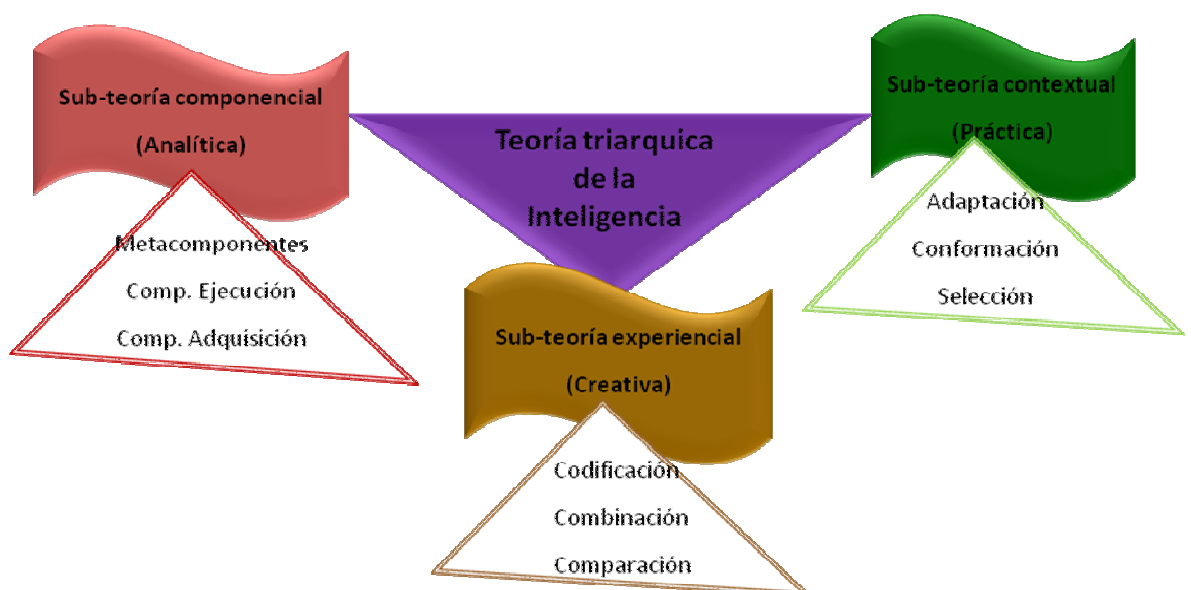 Sub-teoría componencial
(Analítica)
Metacomponentes
Comp. Ejecución
Comp. Adquisición
Teoría triarquica
de la
Inteligencia
Sub-teoría experiencial
(Creativa)
Codificación
Combinación
Comparación
Sub-teoría contextual
(Práctica)
Adaptación
Conformación
Selección